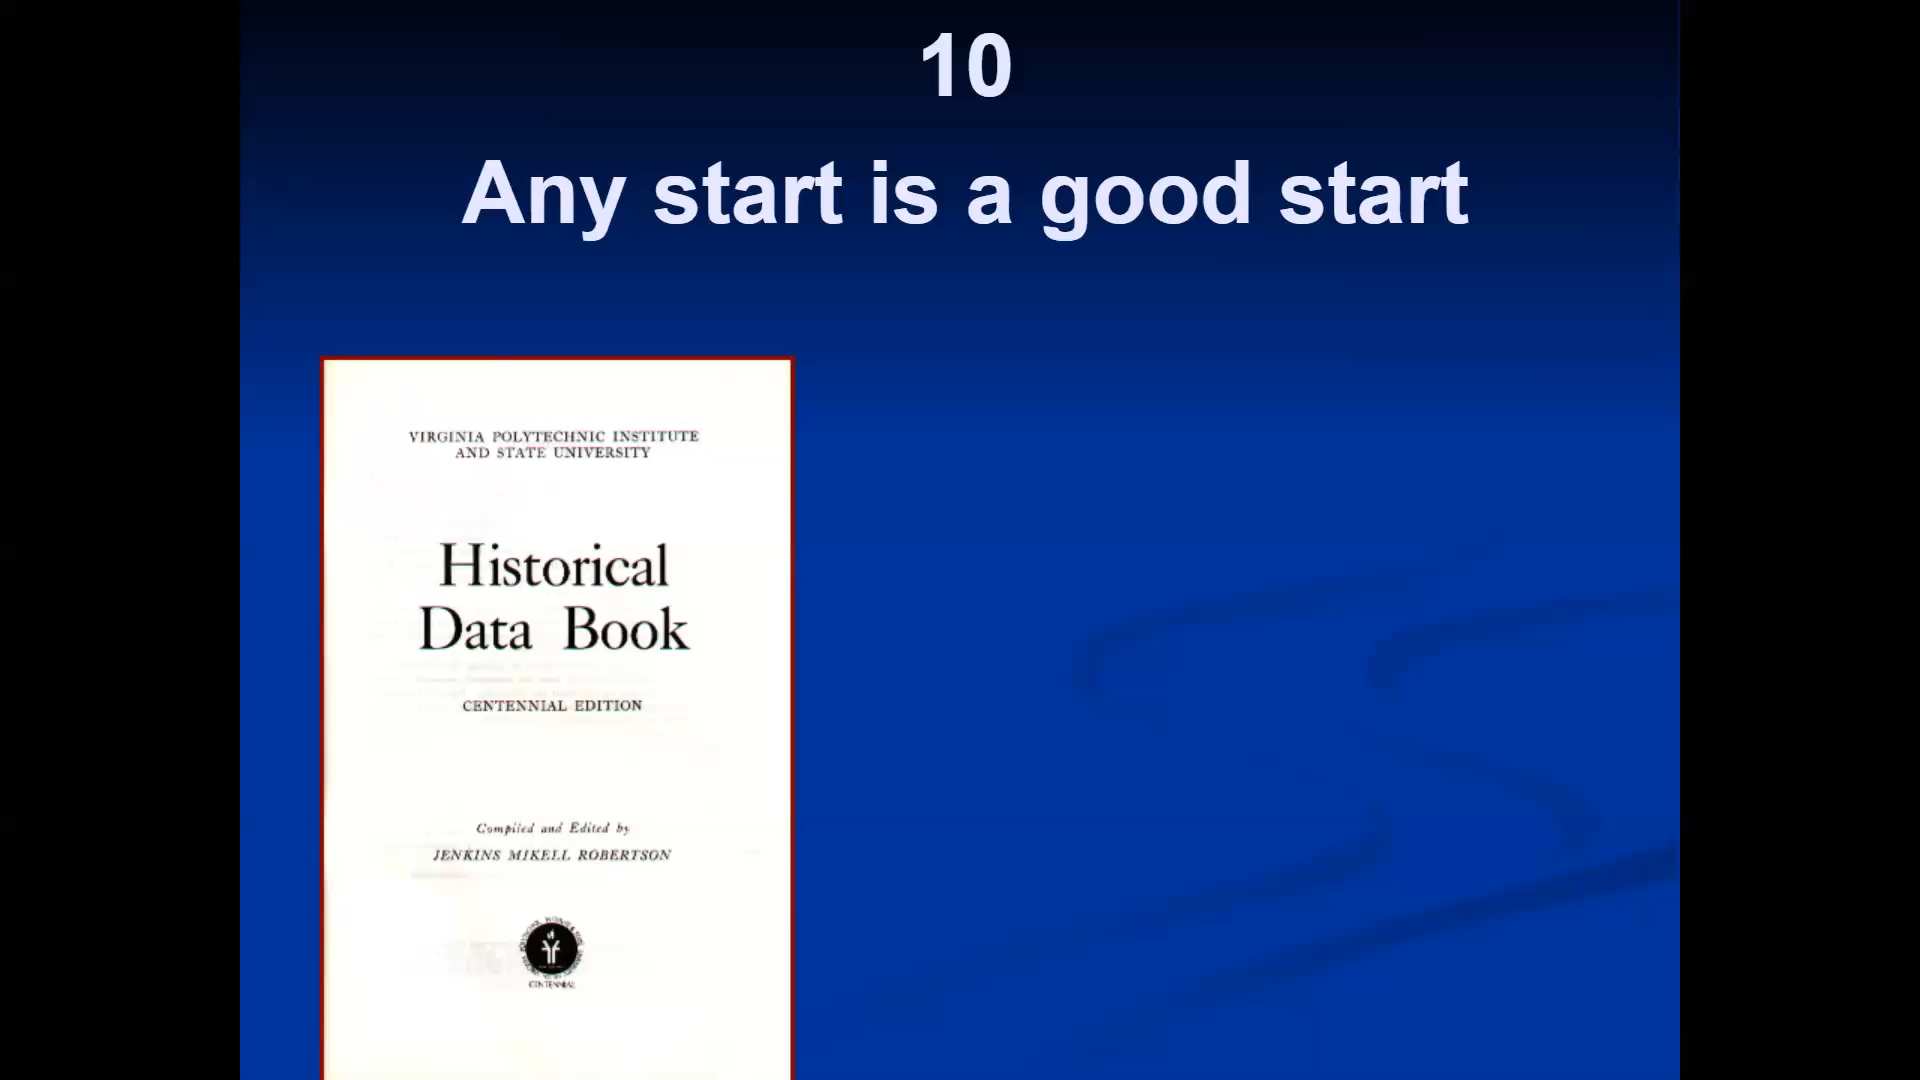 10
Any start is a good start
VIRGINIA POLYTECHNIC INSTITUTE
AND STATE UNIVERSITY
Historical
Data Book
CENTENNIAL EDITION
Compiled and Edited by
JENKINS MIKELL ROBERTSON
CENTENNIAL